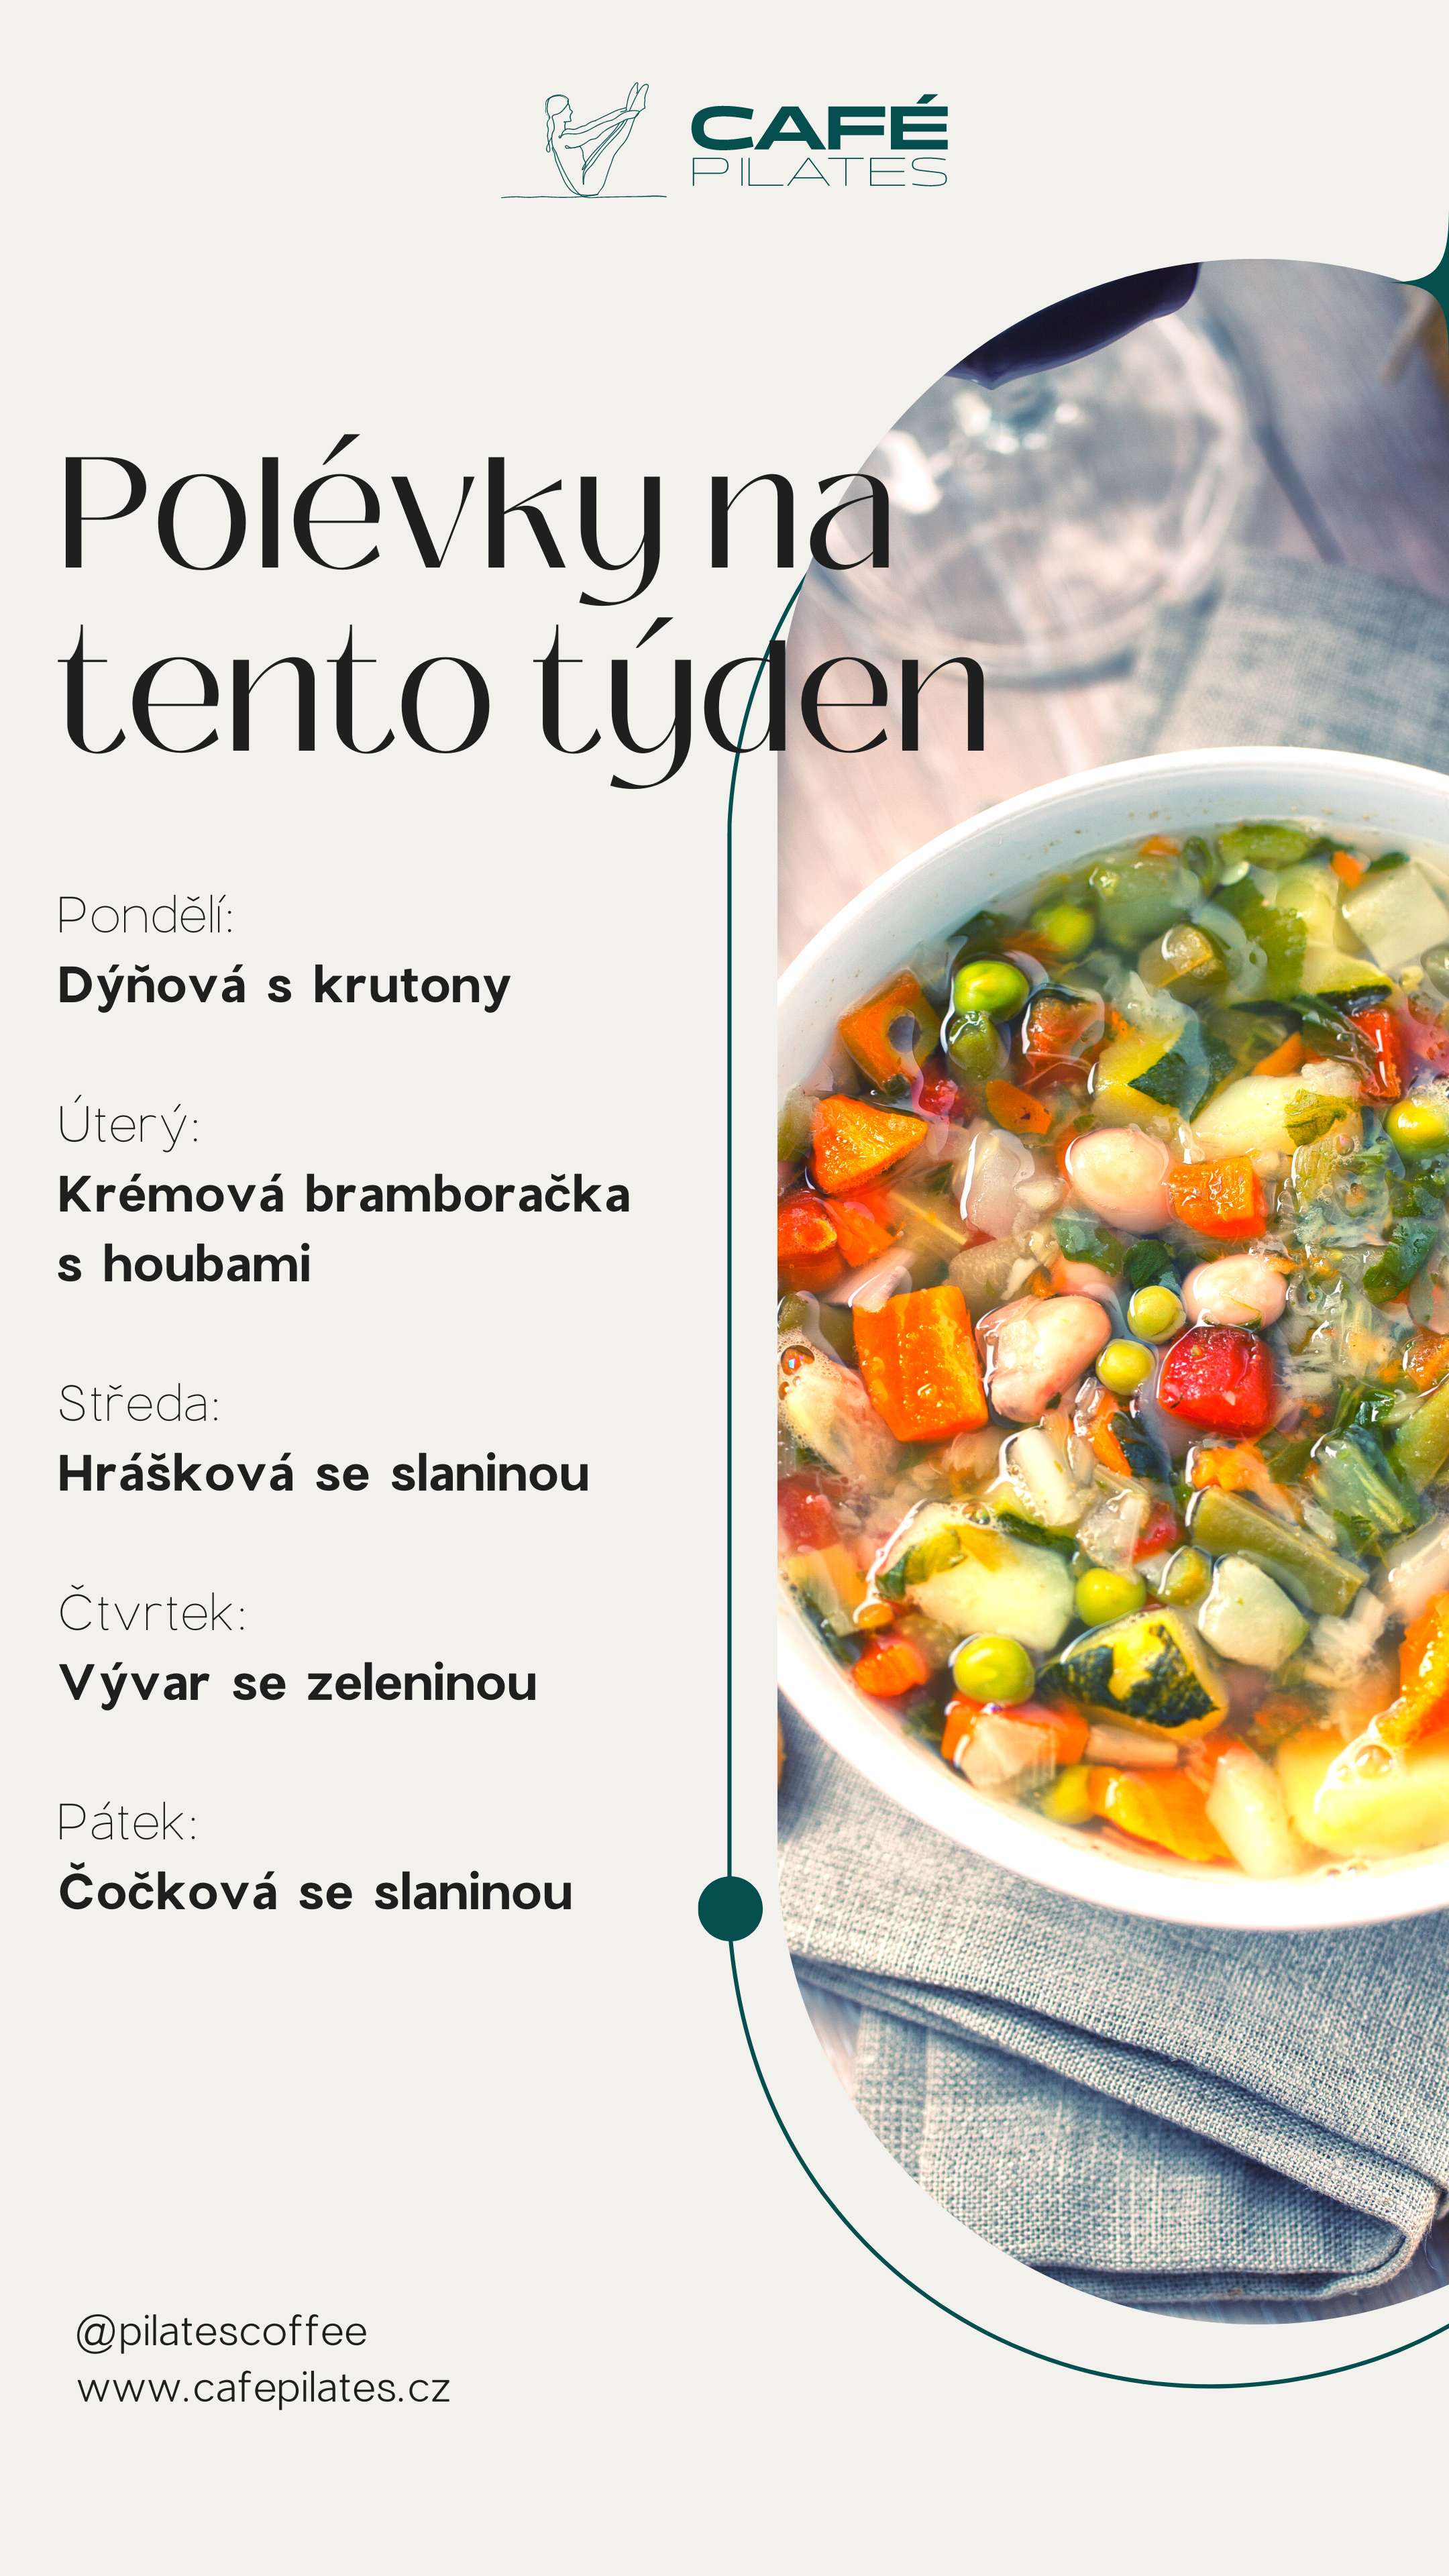 CAFÉ
PILATES
Polévky na
tento týden
Pondělí:
Dýňová s krutony
Úterý:
Krémová bramboračka
s houbami
Středa:
Hrášková se slaninou
Čtvrtek:
Vývar se zeleninou
Pátek:
Čočková se slaninou
@pilatescoffee
www.cafepilates.cz